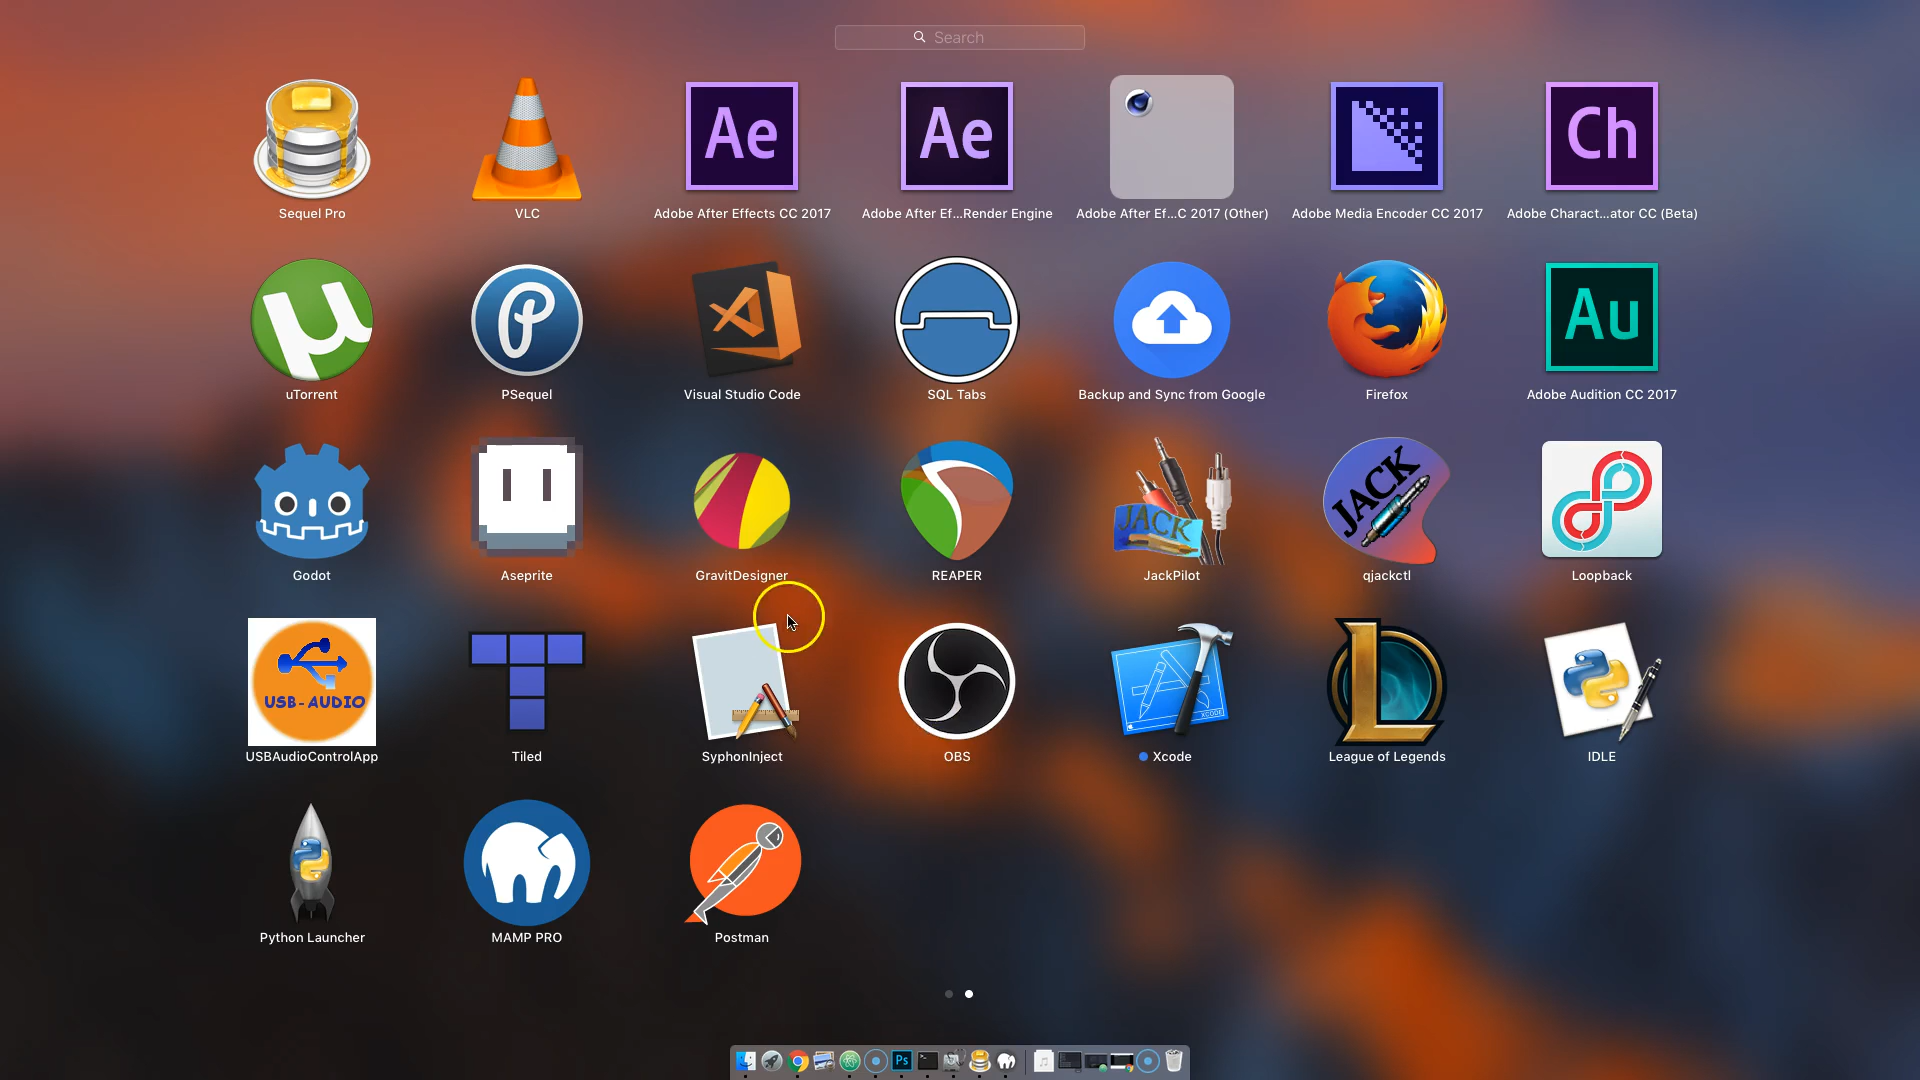 Search
Sequel Pro
VLC
Ae
Adobe After Effects CC 2017
Ae
Adobe After Ef...Render Engine
Adobe After Ef...C 2017 (Other)
Adobe Media Encoder CC 2017
Ch
Adobe Charact...ator CC (Beta)
µ
uTorrent
P
PSequel
Visual Studio Code
SQL Tabs
Backup and Sync from Google
Firefox
Au
Adobe Audition CC 2017
Godot
Aseprite
GravitDesigner
REAPER
JACK
JackPilot
JACK
qjackctl
Loopback
USB-AUDIO
USBAudioControlApp
Tiled
SyphonInject
OBS
XCODE
Xcode
L
League of Legends
IDLE
Python Launcher
MAMP PRO
Postman
Ps